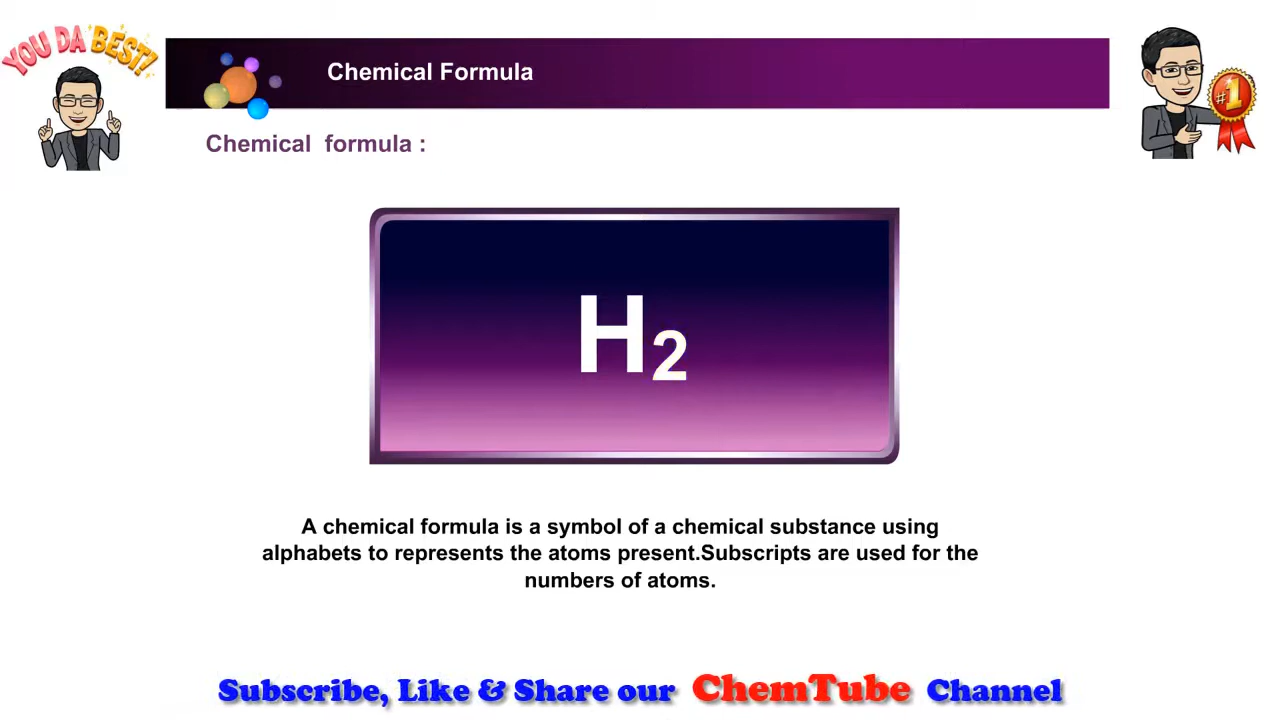 YOU DA BEST!
Chemical Formula
#1
Chemical formula :
H₂
A chemical formula is a symbol of a chemical substance using
alphabets to represents the atoms present.Subscripts are used for the
numbers of atoms.
Subscribe, Like & Share our ChemTube Channel